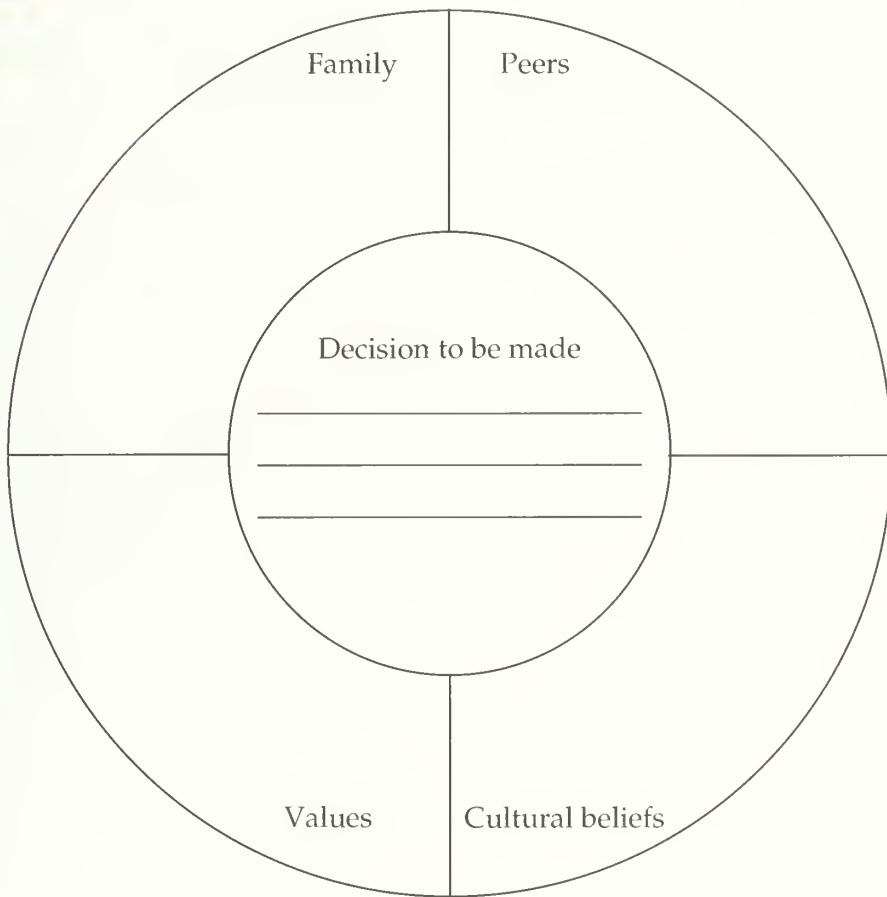 Family
Peers
Decision to be made
Values
Cultural beliefs